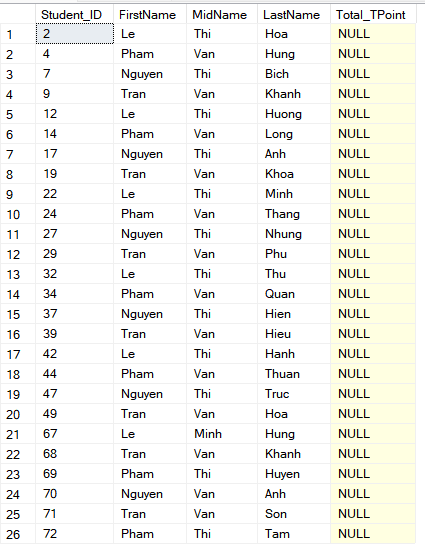 Student_ID FirstName MidName LastName Total_TPoint
1 2 Le Thi Hoa NULL
2 4 Pham Van Hung NULL
3 7 Nguyen Thi Bich NULL
4 9 Tran Van Khanh NULL
5 12 Le Thi Huong NULL
6 14 Pham Van Long NULL
7 17 Nguyen Thi Anh NULL
8 19 Tran Van Khoa NULL
9 22 Le Thi Minh NULL
10 24 Pham Van Thang NULL
11 27 Nguyen Thi Nhung NULL
12 29 Tran Van Phu NULL
13 32 Le Thi Thu NULL
14 34 Pham Van Quan NULL
15 37 Nguyen Thi Hien NULL
16 39 Tran Van Hieu NULL
17 42 Le Thi Hanh NULL
18 44 Pham Van Thuan NULL
19 47 Nguyen Thi Truc NULL
20 49 Tran Van Hoa NULL
21 67 Le Minh Hung NULL
22 68 Tran Van Khanh NULL
23 69 Pham Thi Huyen NULL
24 70 Nguyen Van Anh NULL
25 71 Tran Van Son NULL
26 72 Pham Thi Tam NULL